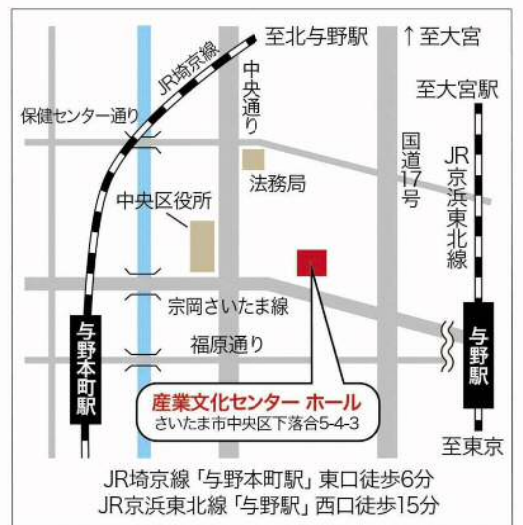 至北与野駅
↑至大宮
JR埼京線
中央通り
至大宮駅
保健センター通り
国道17号
JR京浜東北線
法務局
中央区役所
宗岡さいたま線
与野本町駅
福原通り
与野駅
産業文化センター ホール
さいたま市中央区下落合5-4-3
至東京
JR埼京線「与野本町駅」東口徒歩6分
JR京浜東北線「与野駅」西口徒歩15分